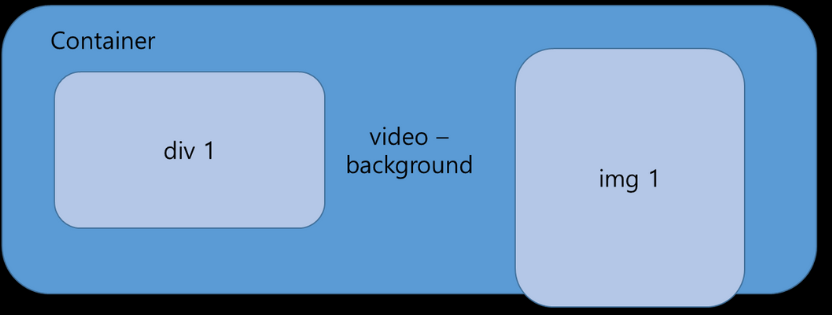 Container
div 1
video –
background
img 1